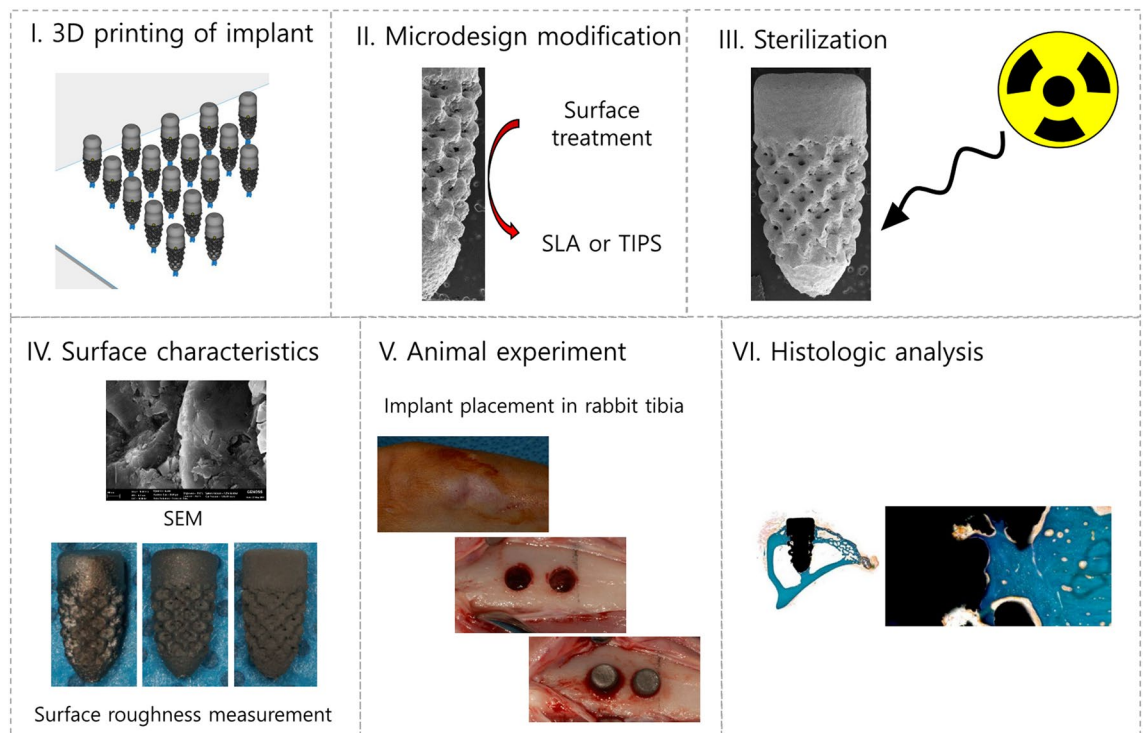 I. 3D printing of implant
II. Microdesign modification
Surface
treatment
SLA or TIPS
III. Sterilization
IV. Surface characteristics
SEM
Surface roughness measurement
V. Animal experiment
Implant placement in rabbit tibia
VI. Histologic analysis